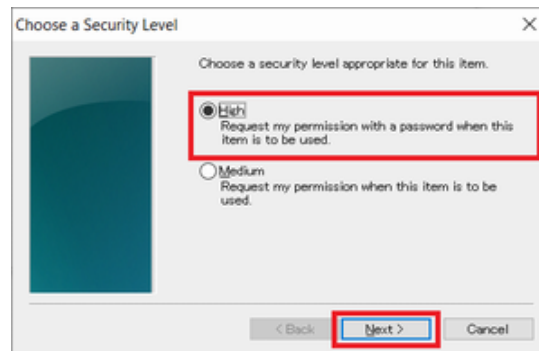 Choose a Security Level
Choose a security level appropriate for this item.
High
Request my permission with a password when this
item is to be used.
Medium
Request my permission when this item is to be
used.
< Back
Next >
Cancel